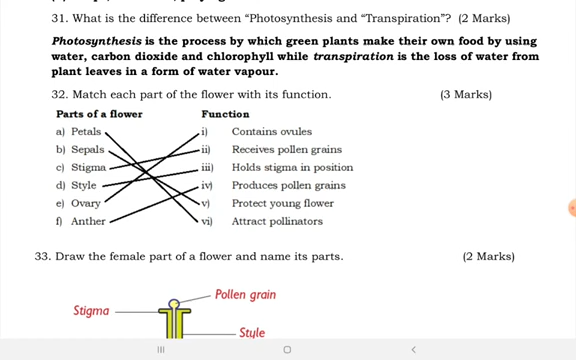 31. What is the difference between “Photosynthesis and “Transpiration”? (2 Marks)
Photosynthesis is the process by which green plants make their own food by using
water, carbon dioxide and chlorophyll while transpiration is the loss of water from
plant leaves in a form of water vapour.
32. Match each part of the flower with its function. (3 Marks)
Parts of a flower Function
a) Petals i) Contains ovules
b) Sepals ii) Receives pollen grains
c) Stigma iii) Holds stigma in position
d) Style iv) Produces pollen grains
e) Ovary v) Protect young flower
f) Anther vi) Attract pollinators
33. Draw the female part of a flower and name its parts. (2 Marks)
Pollen grain
Stigma
Style